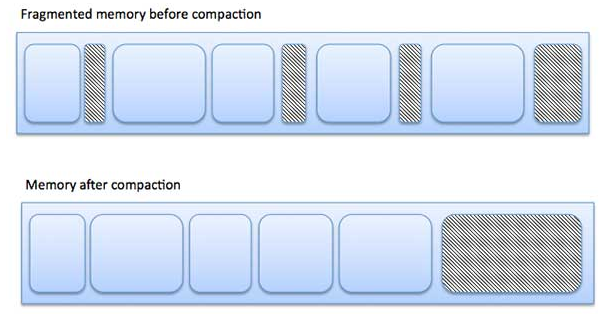 Fragmented memory before compaction
Memory after compaction